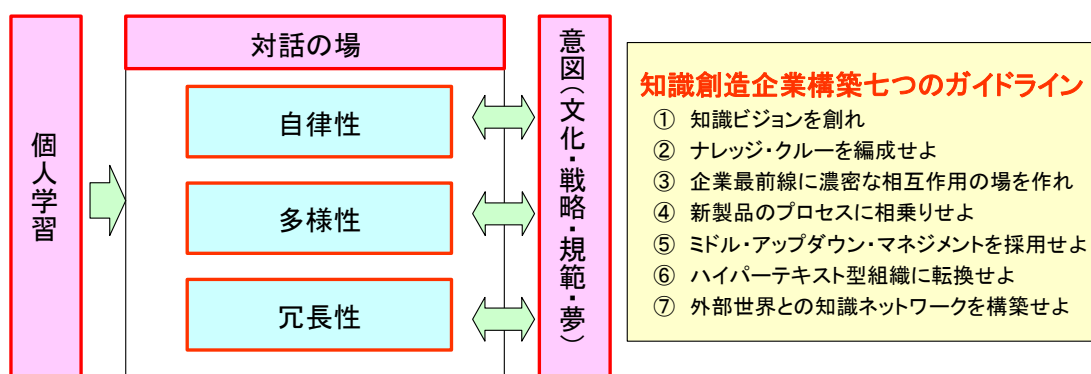 個人学習
対話の場
自律性
多様性
冗長性
意図(文化・戦略・規範・夢)
知識創造企業構築七つのガイドライン
① 知識ビジョンを創れ
② ナレッジ・クルーを編成せよ
③ 企業最前線に濃密な相互作用の場を作れ
④ 新製品のプロセスに相乗りせよ
⑤ ミドル・アップダウン・マネジメントを採用せよ
⑥ ハイパーテキスト型組織に転換せよ
⑦ 外部世界との知識ネットワークを構築せよ